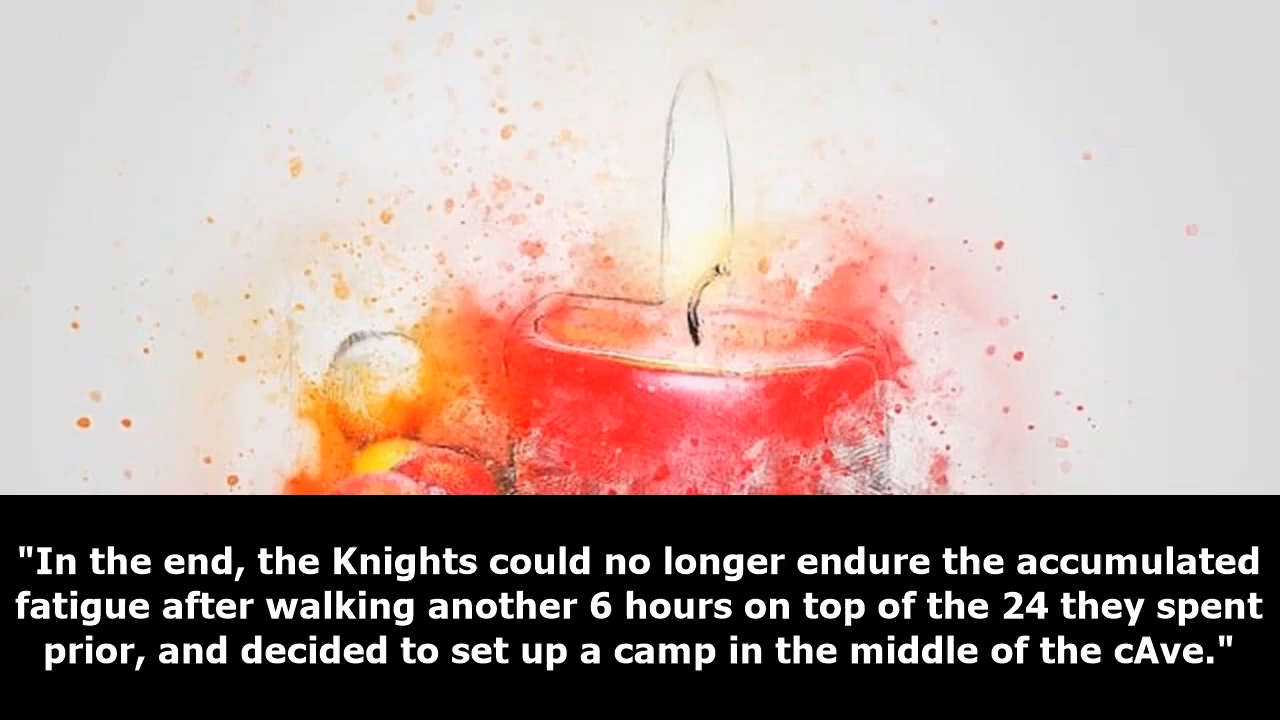 "In the end, the Knights could no longer endure the accumulated
fatigue after walking another 6 hours on top of the 24 they spent
prior, and decided to set up a camp in the middle of the cAve."